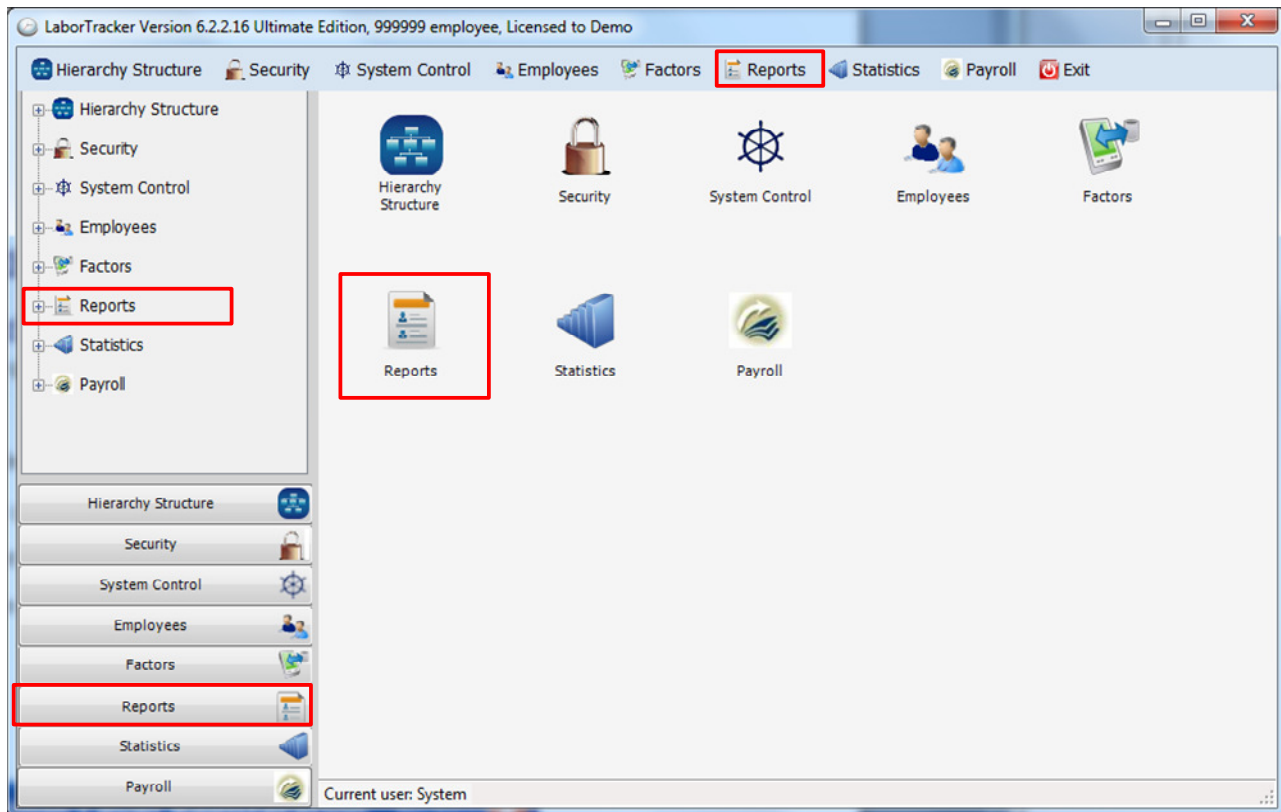 LaborTracker Version 6.2.2.16 Ultimate Edition, 999999 employee, Licensed to Demo
Hierarchy Structure Security System Control Employees Factors Reports Statistics Payroll Exit
Hierarchy Structure
Security
System Control
Employees
Factors
Reports
Statistics
Payroll
Hierarchy
Structure
Security
System Control
Employees
Factors
Reports
Statistics
Payroll
Hierarchy Structure
Security
System Control
Employees
Factors
Reports
Statistics
Payroll
Current user: System